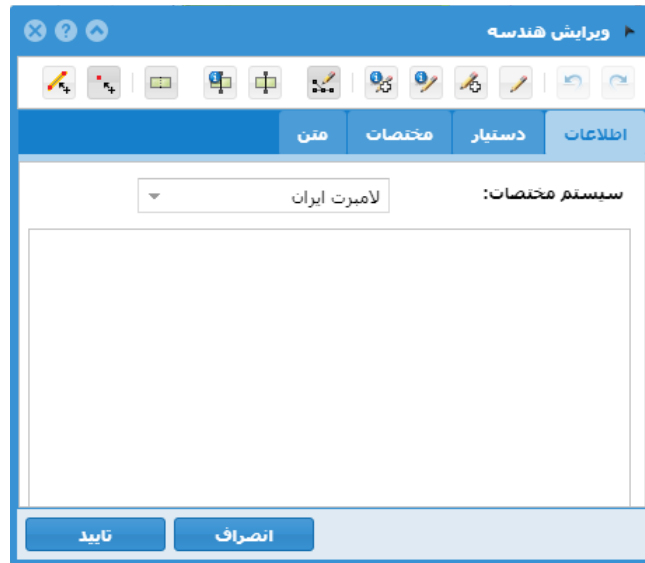 ویرایش هندسه
اطلاعات دستیار مختصات متن
سیستم مختصات: لامبرت ایران
انصراف تایید